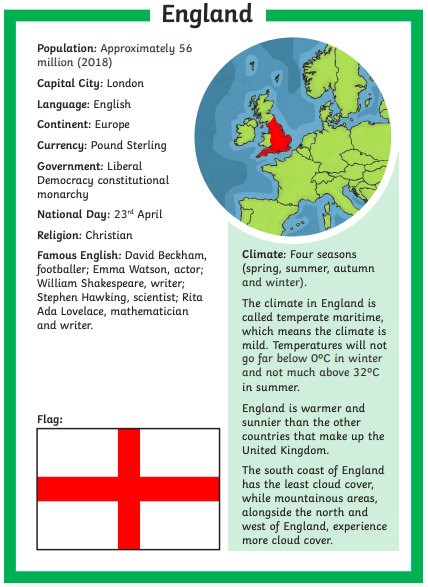 England
Population: Approximately 56
million (2018)
Capital City: London
Language: English
Continent: Europe
Currency: Pound Sterling
Government: Liberal
Democracy constitutional
monarchy
National Day: 23rd April
Religion: Christian
Famous English: David Beckham,
footballer; Emma Watson, actor;
William Shakespeare, writer;
Stephen Hawking, scientist; Rita
Ada Lovelace, mathematician
and writer.
Flag:
Climate: Four seasons
(spring, summer, autumn
and winter).
The climate in England is
called temperate maritime,
which means the climate is
mild. Temperatures will not
go far below 0ºC in winter
and not much above 32ºC
in summer.
England is warmer and
sunnier than the other
countries that make up the
United Kingdom.
The south coast of England
has the least cloud cover,
while mountainous areas,
alongside the north and
west of England, experience
more cloud cover.